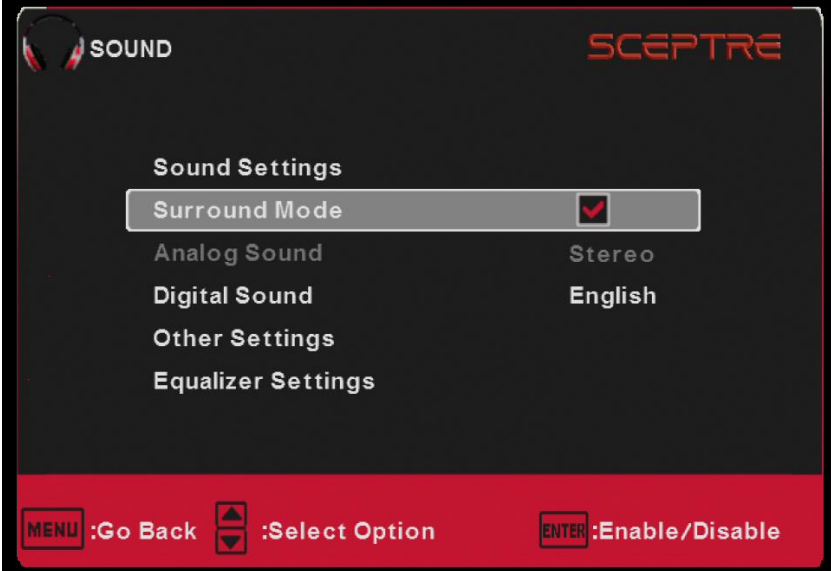 SOUND SCEPTRE
Sound Settings
Surround Mode
Analog Sound Stereo
Digital Sound English
Other Settings
Equalizer Settings
MENU :Go Back :Select Option ENTER :Enable/Disable